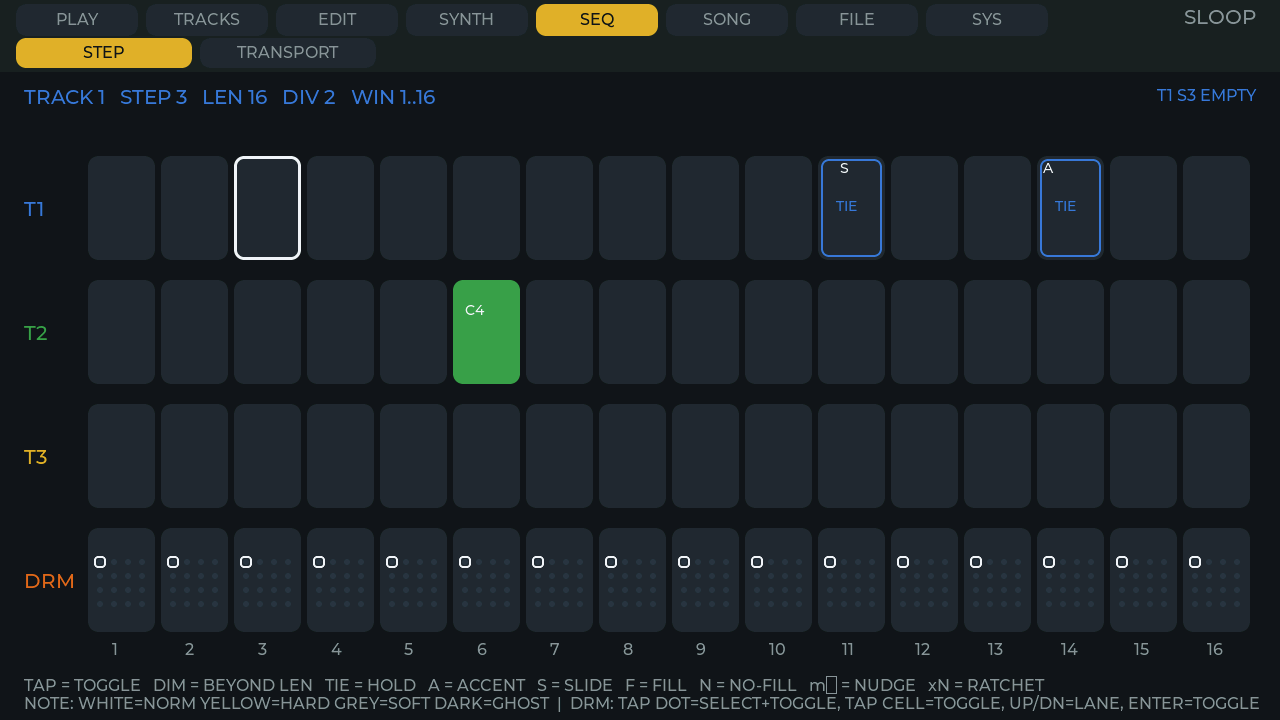 PLAY TRACKS EDIT SYNTH SEQ SONG FILE SYS SLOOP
STEP TRANSPORT
TRACK 1 STEP 3 LEN 16 DIV 2 WIN 1..16 T1 S3 EMPTY
S A
T1 TIE TIE
C4
T2
T3
DRM
1 2 3 4 5 6 7 8 9 10 11 12 13 14 15 16
TAP = TOGGLE DIM = BEYOND LEN TIE = HOLD A = ACCENT S = SLIDE F = FILL N = NO-FILL m▯ = NUDGE xN = RATCHET
NOTE: WHITE=NORM YELLOW=HARD GREY=SOFT DARK=GHOST | DRM: TAP DOT=SELECT+TOGGLE, TAP CELL=TOGGLE, UP/DN=LANE, ENTER=TOGGLE